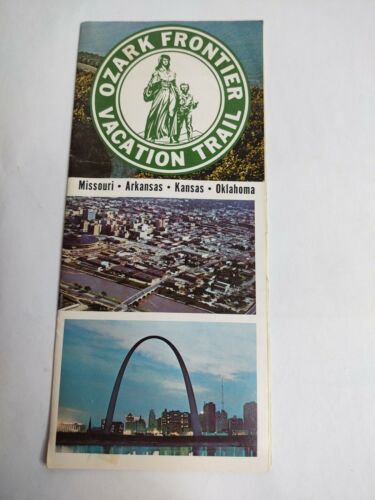 OZARK FRONTIER
VACATION TRAIL
Missouri • Arkansas • Kansas • Oklahoma